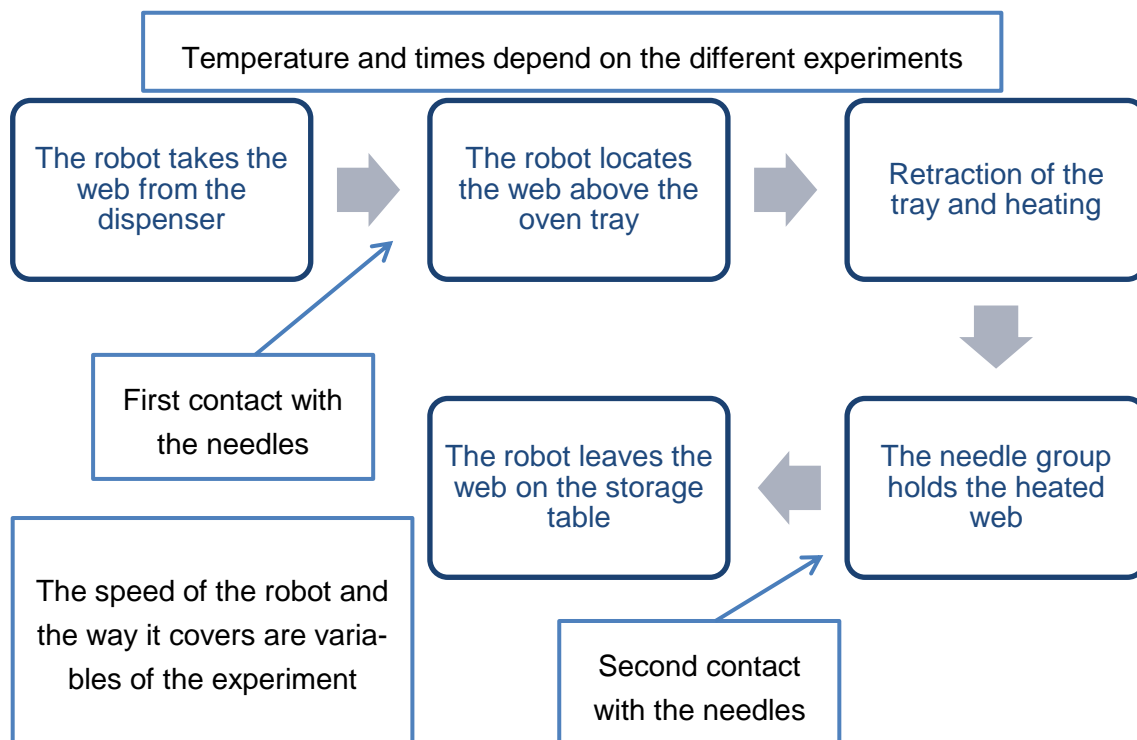 Temperature and times depend on the different experiments
The robot takes the
web from the
dispenser
The robot locates
the web above the
oven tray
Retraction of the
tray and heating
First contact with
the needles
The robot leaves the
web on the storage
table
The needle group
holds the heated
web
The speed of the robot and
the way it covers are varia-
bles of the experiment
Second contact
with the needles